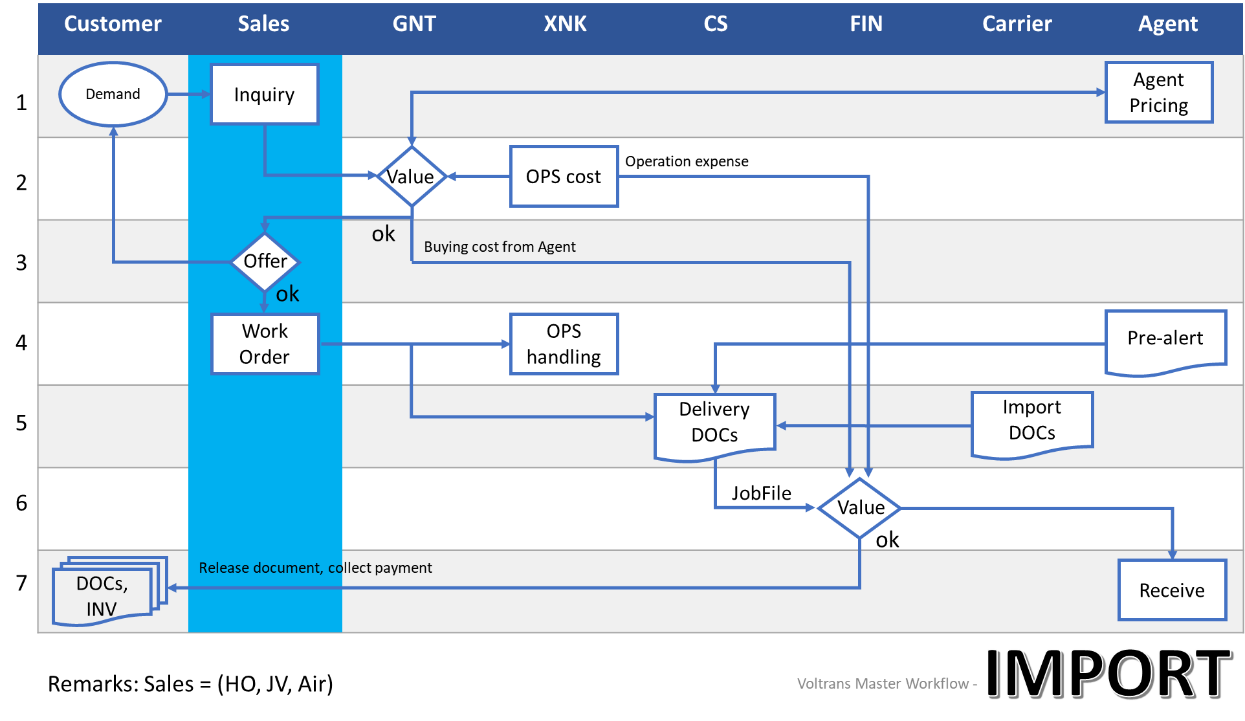 Customer Sales GNT XNK CS FIN Carrier Agent
1
Demand
Inquiry
Agent
Pricing
2
Value
OPS cost
Operation expense
ok
3
Offer
Buying cost from Agent
ok
4
Work
Order
OPS
handling
Pre-alert
5
Delivery
DOCs
Import
DOCs
6
JobFile
Value
ok
7
DOCs,
INV
Release document, collect payment
Receive
Remarks: Sales = (HO, JV, Air)
Voltrans Master Workflow - IMPORT